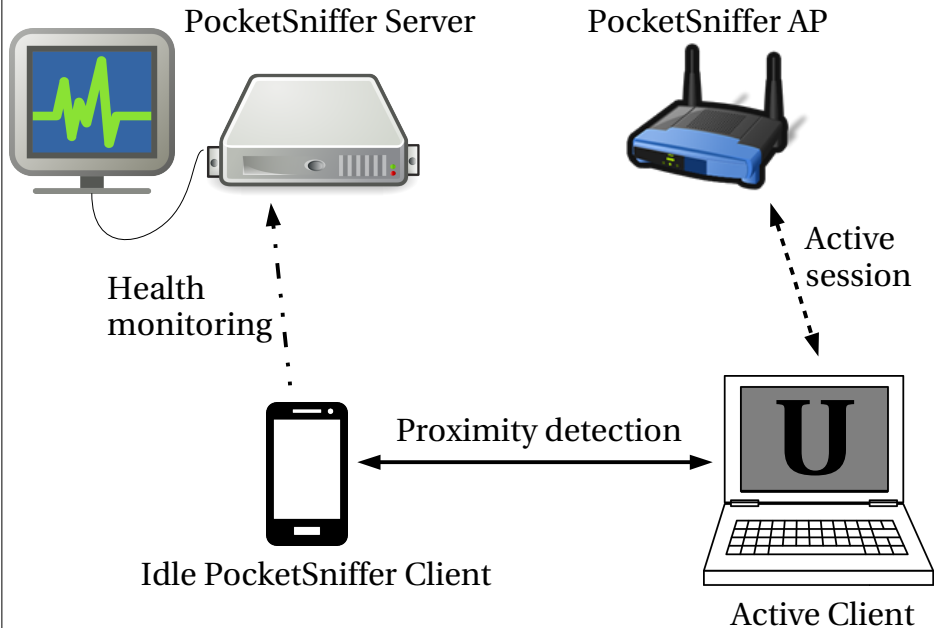 PocketSniffer Server
PocketSniffer AP
Active
session
Health
monitoring
Proximity detection
U
Idle PocketSniffer Client
Active Client